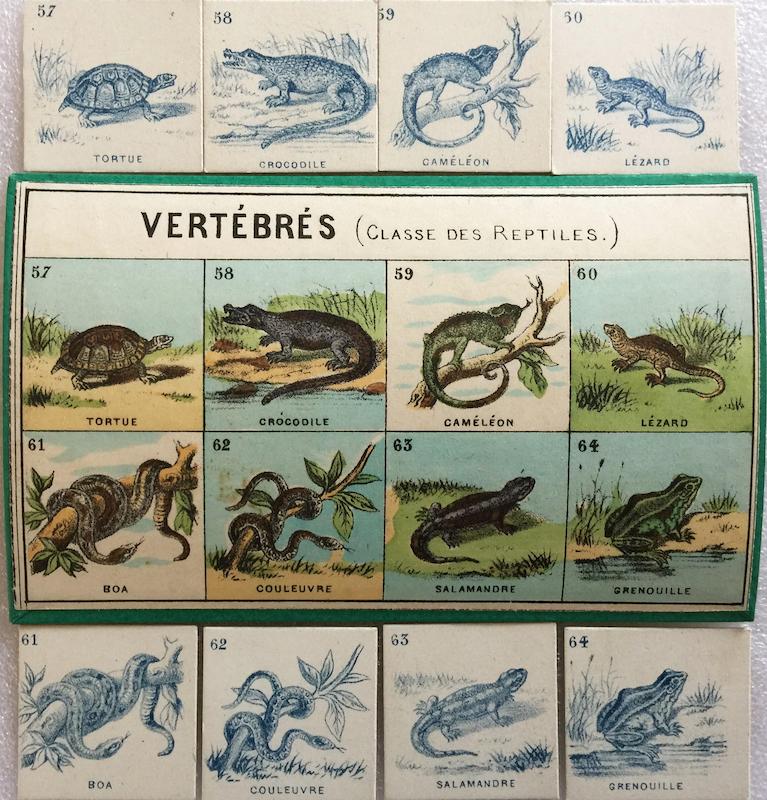 57
58
59
60
TORTUE
CROCODILE
CAMÉLÉON
LÉZARD
VERTÉBRÉS (CLASSE DES REPTILES.)
57
58
59
60
TORTUE
CROCODILE
CAMÉLÉON
LÉZARD
61
62
63
64
BOA
COULEUVRE
SALAMANDRE
GRENOUILLE
61
62
63
64
BOA
COULEUVRE
SALAMANDRE
GRENOUILLE